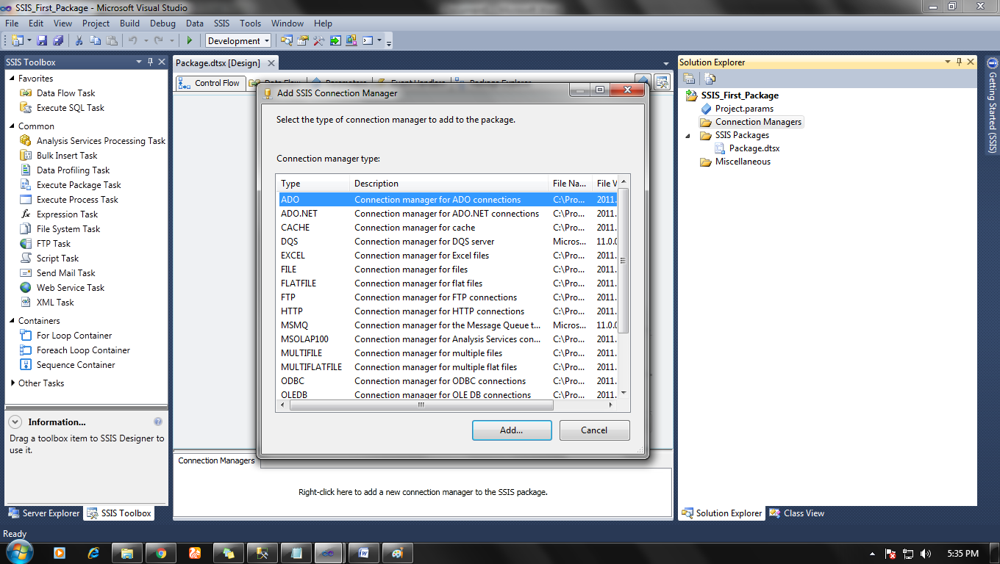 SSIS_First_Package - Microsoft Visual Studio
File Edit View Project Build Debug Data SSIS Tools Window Help
Development
SSIS Toolbox
Favorites
Data Flow Task
Execute SQL Task
Common
Analysis Services Processing Task
Bulk Insert Task
Data Profiling Task
Execute Package Task
Execute Process Task
Expression Task
File System Task
FTP Task
Script Task
Send Mail Task
Web Service Task
XML Task
Containers
For Loop Container
Foreach Loop Container
Sequence Container
Other Tasks
Information...
Drag a toolbox item to SSIS Designer to
use it.
Server Explorer
SSIS Toolbox
Package.dtsx [Design]
Control Flow
Data Flow
Parameters
Event Handlers
Package Explorer
Add SSIS Connection Manager
Select the type of connection manager to add to the package.
Connection manager type:
Type Description File Na... File V
ADO Connection manager for ADO connections C:\Pro... 2011.
ADO.NET Connection manager for ADO.NET connections C:\Pro... 2011.
CACHE Connection manager for cache C:\Pro... 2011.
DQS Connection manager for DQS server Micros... 11.0.0
EXCEL Connection manager for Excel files C:\Pro... 2011.
FILE Connection manager for files C:\Pro... 2011.
FLATFILE Connection manager for flat files C:\Pro... 2011.
FTP Connection manager for FTP connections C:\Pro... 2011.
HTTP Connection manager for HTTP connections C:\Pro... 2011.
MSMQ Connection manager for the Message Queue t... Micros... 11.0.0
MSOLAP100 Connection manager for Analysis Services con... C:\Pro... 2011.
MULTIFILE Connection manager for multiple files C:\Pro... 2011.
MULTIFLATFILE Connection manager for multiple flat files C:\Pro... 2011.
ODBC Connection manager for ODBC connections C:\Pro... 2011.
OLEDB Connection manager for OLE DB connections C:\Pro... 2011.
Add...
Cancel
Connection Managers
Right-click here to add a new connection manager to the SSIS package.
Solution Explorer
SSIS_First_Package
Project.params
Connection Managers
SSIS Packages
Package.dtsx
Miscellaneous
Solution Explorer
Class View
Getting Started (SSIS)
Ready
5:35 PM